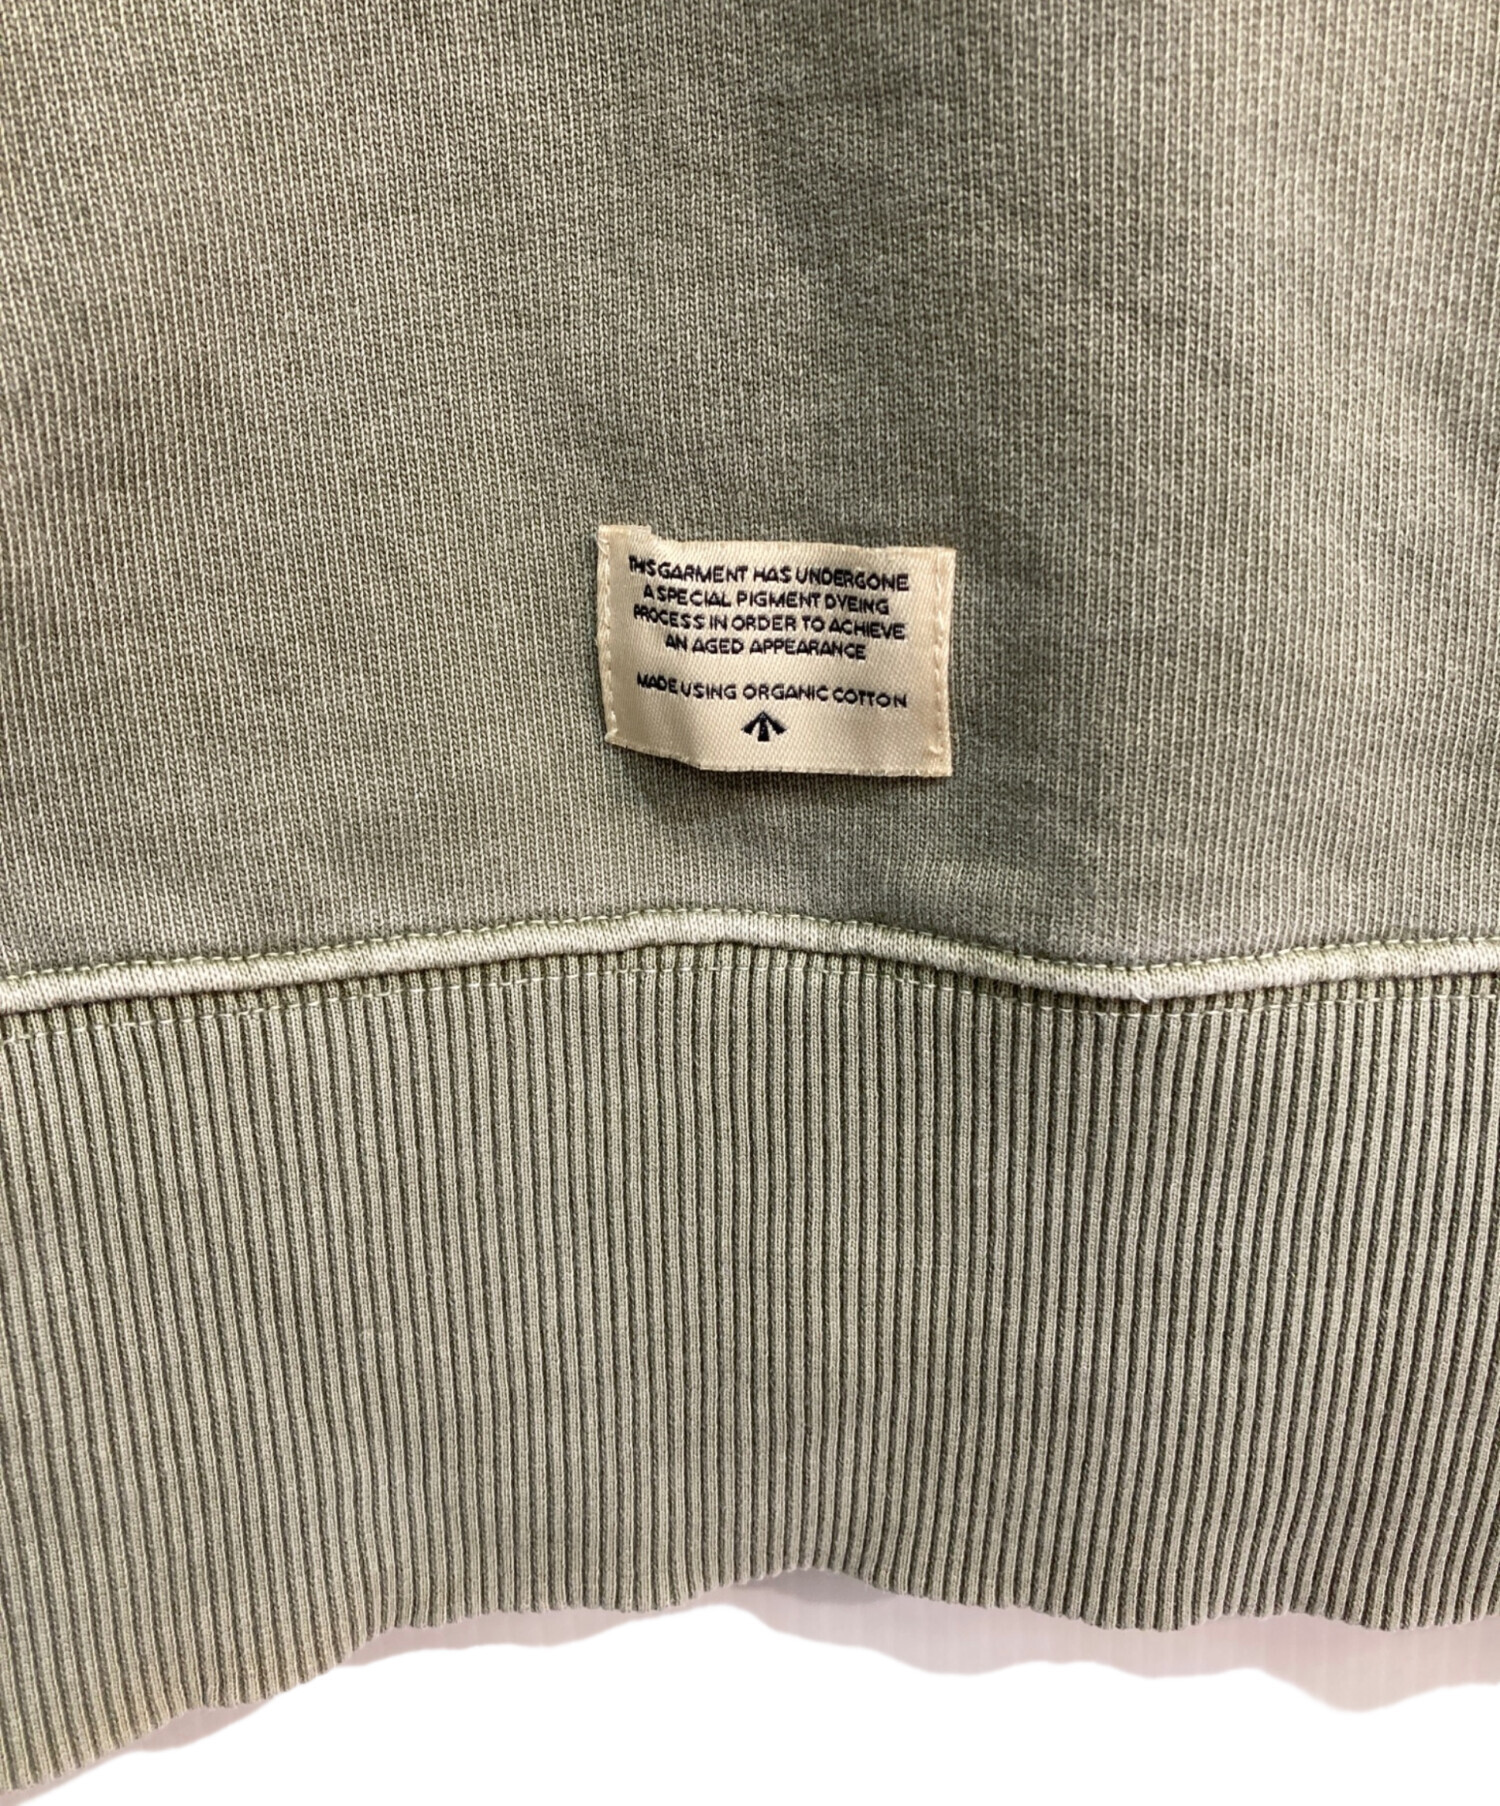 THIS GARMENT HAS UNDERGONE
A SPECIAL PIGMENT DYEING
PROCESS IN ORDER TO ACHIEVE
AN AGED APPEARANCE
MADE USING ORGANIC COTTON